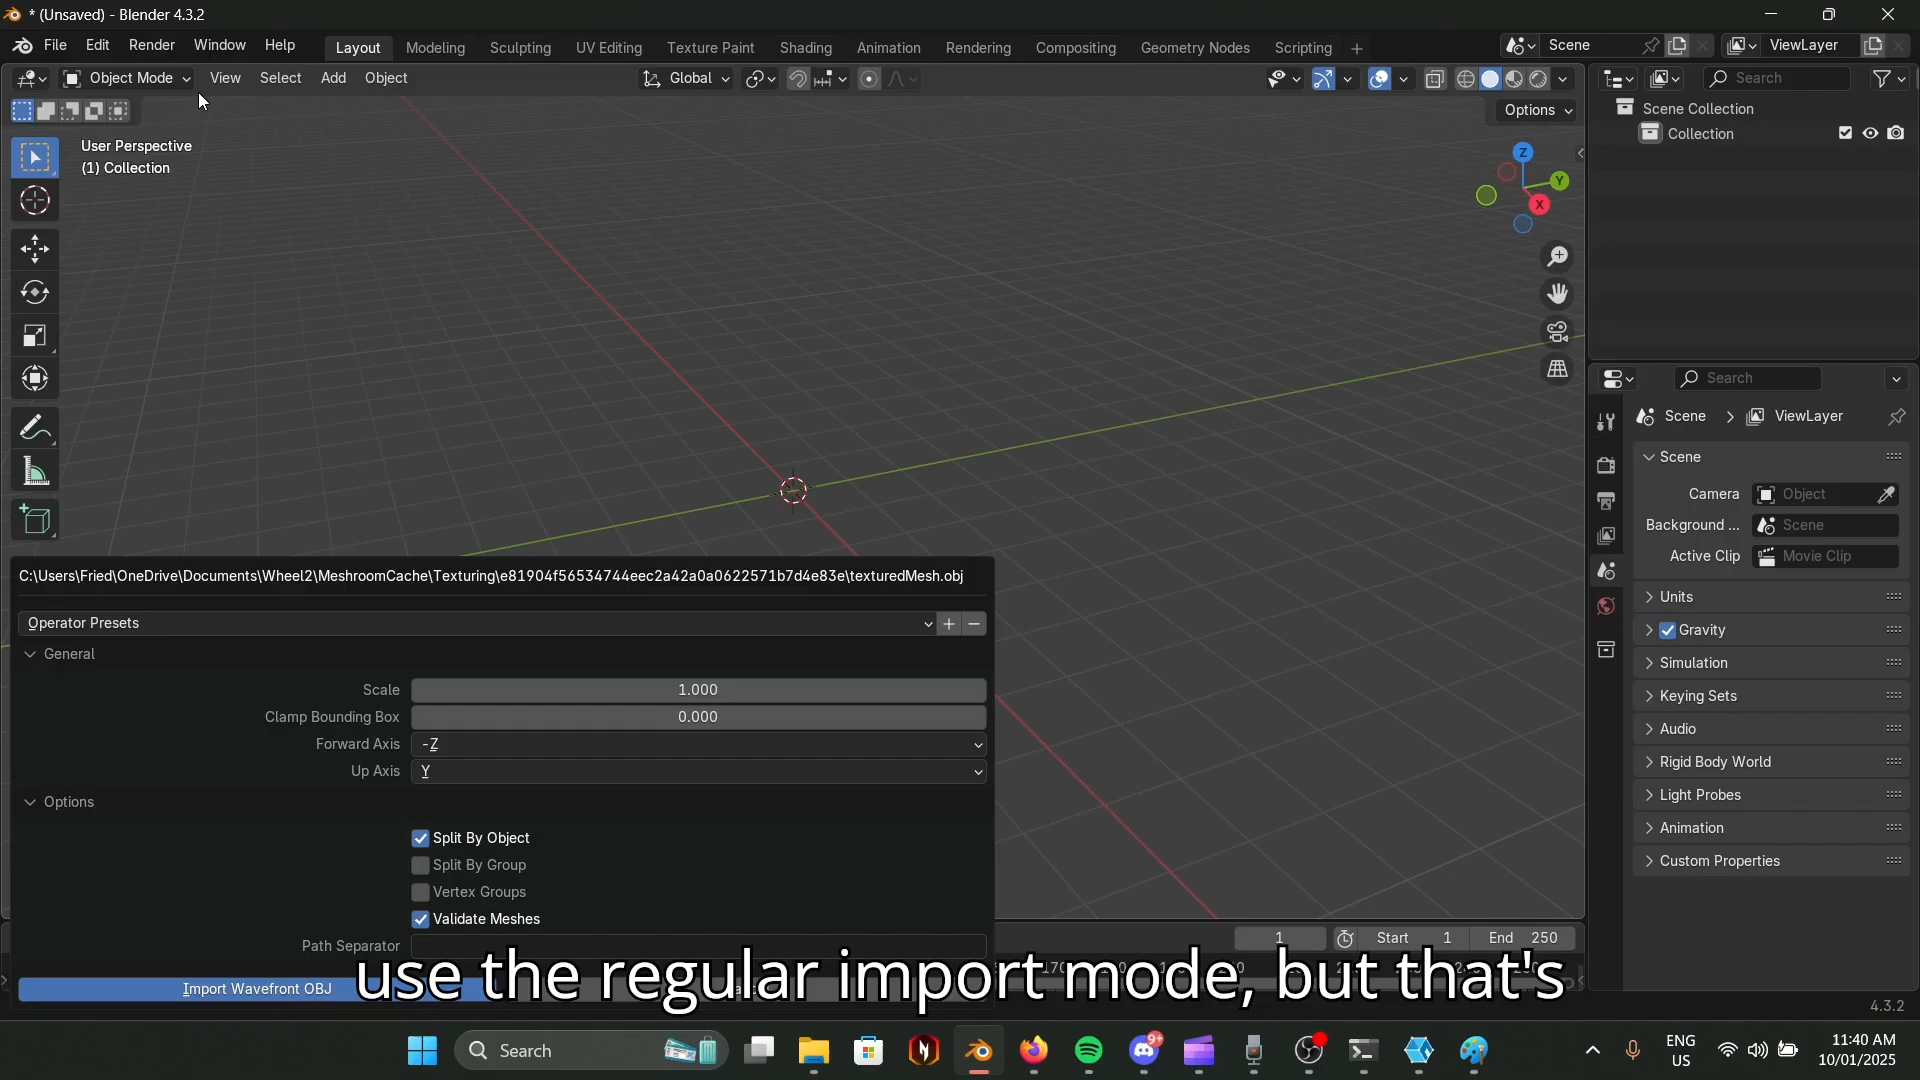 * (Unsaved) - Blender 4.3.2
File Edit Render Window Help Layout Modeling Sculpting UV Editing Texture Paint Shading Animation Rendering Compositing Geometry Nodes Scripting + Scene ViewLayer
Object Mode View Select Add Object Global Search
Options
Scene Collection
Collection
User Perspective
(1) Collection
Z
Y
X
Search
Scene > ViewLayer
Scene
Camera Object
Background ... Scene
Active Clip Movie Clip
Units
Gravity
Simulation
Keying Sets
Audio
Rigid Body World
Light Probes
Animation
Custom Properties
C:\Users\Fried\OneDrive\Documents\Wheel2\MeshroomCache\Texturing\e81904f56534744eec2a42a0a0622571b7d4e83e\texturedMesh.obj
Operator Presets
General
Scale 1.000
Clamp Bounding Box 0.000
Forward Axis -Z
Up Axis Y
Options
Split By Object
Split By Group
Vertex Groups
Validate Meshes
Path Separator
1 Start 1 End 250
Import Wavefront OBJ
use the regular import mode, but that's
4.3.2
Search
9+
ENG
US
11:40 AM
10/01/2025